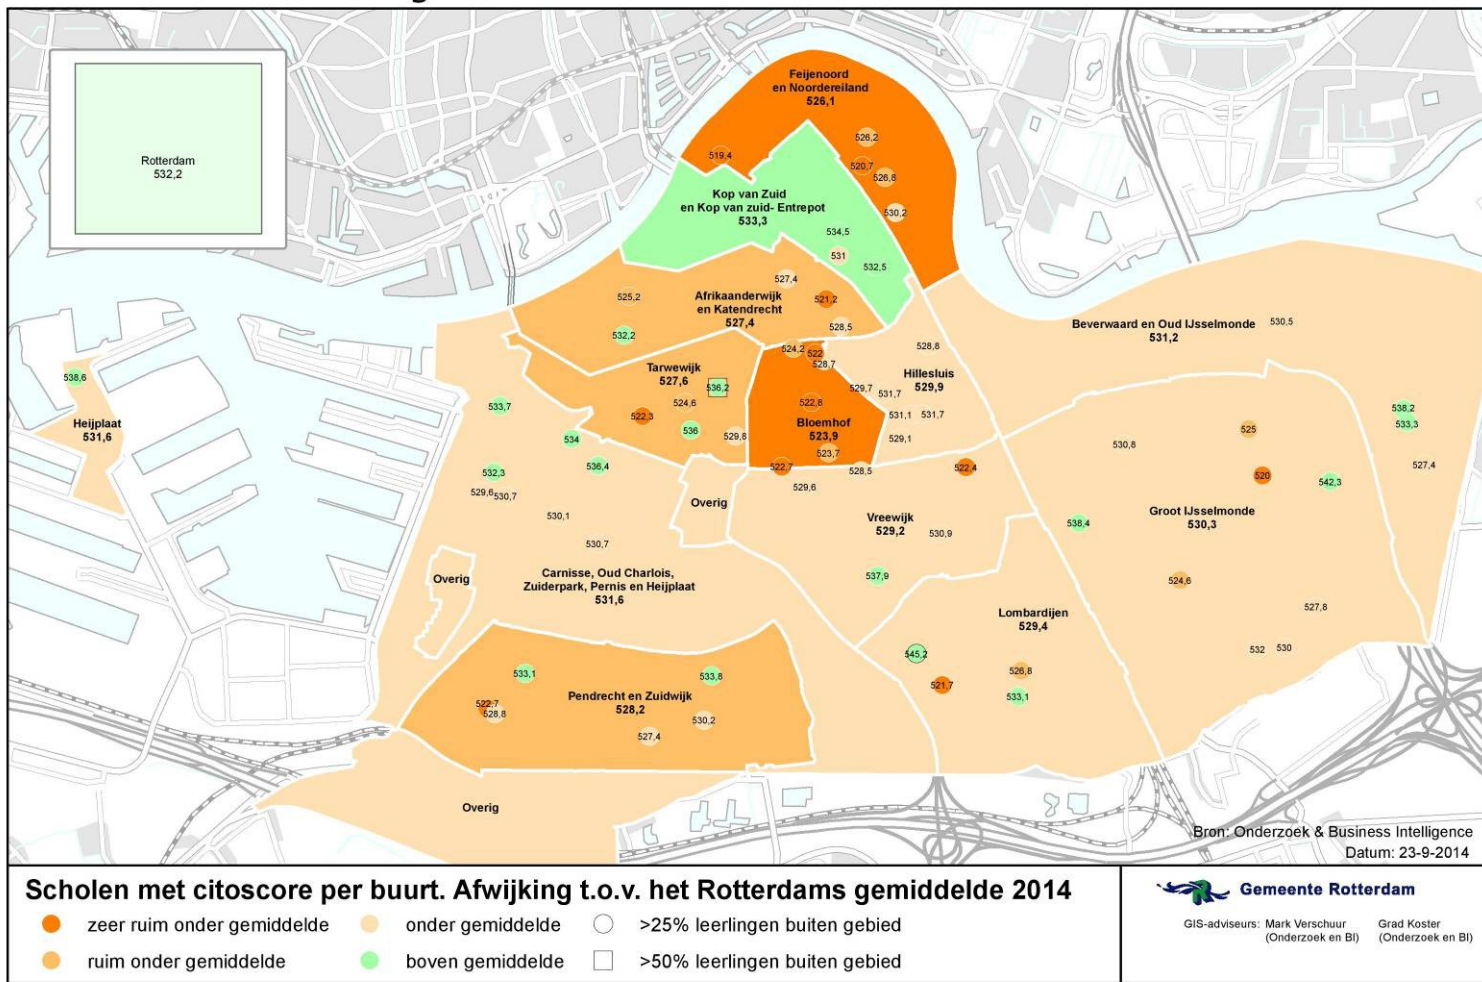 Feijenoord
en Noordereiland
526,1
526,2
519,4
520,7
526,8
530,2
Rotterdam
532,2
Kop van Zuid
en Kop van zuid- Entrepot
533,3
534,5
531
532,5
527,4
525,2
521,2
Afrikaanderwijk
en Katendrecht
527,4
528,5
532,2
Beverwaard en Oud IJsselmonde
531,2
530,5
524,2
522
528,7
528,8
Tarwewijk
527,6
536,2
524,6
522,3
536
529,8
Hillesluis
529,9
529,7
531,7
531,1
531,7
529,1
522,8
Bloemhof
523,9
523,7
538,6
Heijplaat
531,6
533,7
534
536,4
532,3
529,6
530,7
530,1
530,7
538,2
533,3
527,4
525
530,8
520
542,3
538,4
Groot IJsselmonde
530,3
524,6
527,8
532
530
522,7
529,6
528,5
522,4
Overig
Vreewijk
529,2
530,9
537,9
Overig
Carnisse, Oud Charlois,
Zuiderpark, Pernis en Heijplaat
531,6
Lombardijen
529,4
545,2
526,8
521,7
533,1
533,1
533,8
Pendrecht en Zuidwijk
528,2
522,7
528,8
530,2
527,4
Overig
Bron: Onderzoek & Business Intelligence
Datum: 23-9-2014
Scholen met citoscore per buurt. Afwijking t.o.v. het Rotterdams gemiddelde 2014
zeer ruim onder gemiddelde
onder gemiddelde
>25% leerlingen buiten gebied
ruim onder gemiddelde
boven gemiddelde
>50% leerlingen buiten gebied
Gemeente Rotterdam
GIS-adviseurs: Mark Verschuur Grad Koster
(Onderzoek en BI) (Onderzoek en BI)